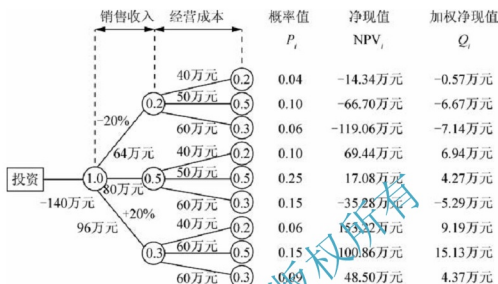 销售收入 经营成本 概率值 净现值 加权净现值
Pi NPVi Qi
40万元 0.2 0.04 -14.34万元 -0.57万元
0.2 50万元 0.5 0.10 -66.70万元 -6.67万元
-20% 60万元 0.3 0.06 -119.06万元 -7.14万元
64万元 40万元 0.2 0.10 69.44万元 6.94万元
投资 1.0 80万元 0.5 50万元 0.5 0.25 17.08万元 4.27万元
-140万元 +20% 60万元 0.3 0.15 -35.28万元 -5.29万元
96万元 40万元 0.2 0.06 153.22万元 9.19万元
0.3 60万元 0.5 0.15 100.86万元 15.13万元
60万元 0.3 0.09 48.50万元 4.37万元
版权所有